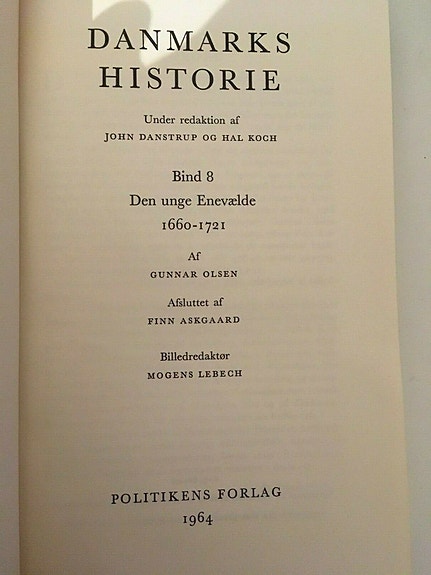 DANMARKS
HISTORIE
Under redaktion af
JOHN DANSTRUP OG HAL KOCH
Bind 8
Den unge Enevælde
1660-1721
Af
GUNNAR OLSEN
Afsluttet af
FINN ASKGAARD
Billedredaktør
MOGENS LEBECH
POLITIKENS FORLAG
1964